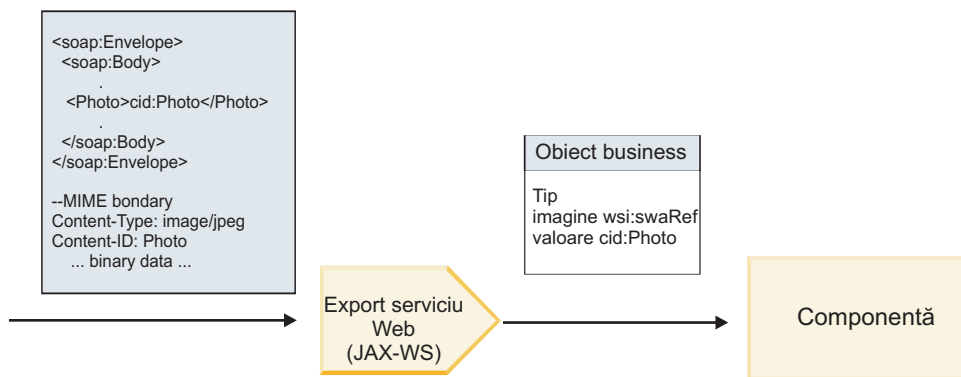 <soap:Envelope>
<soap:Body>
.
<Photo>cid:Photo</Photo>
.
</soap:Body>
</soap:Envelope>
--MIME bondary
Content-Type: image/jpeg
Content-ID: Photo
... binary data ...
Obiect business
Tip
imagine wsi:swaRef
valoare cid:Photo
Export serviciu
Web
(JAX-WS)
Componentă